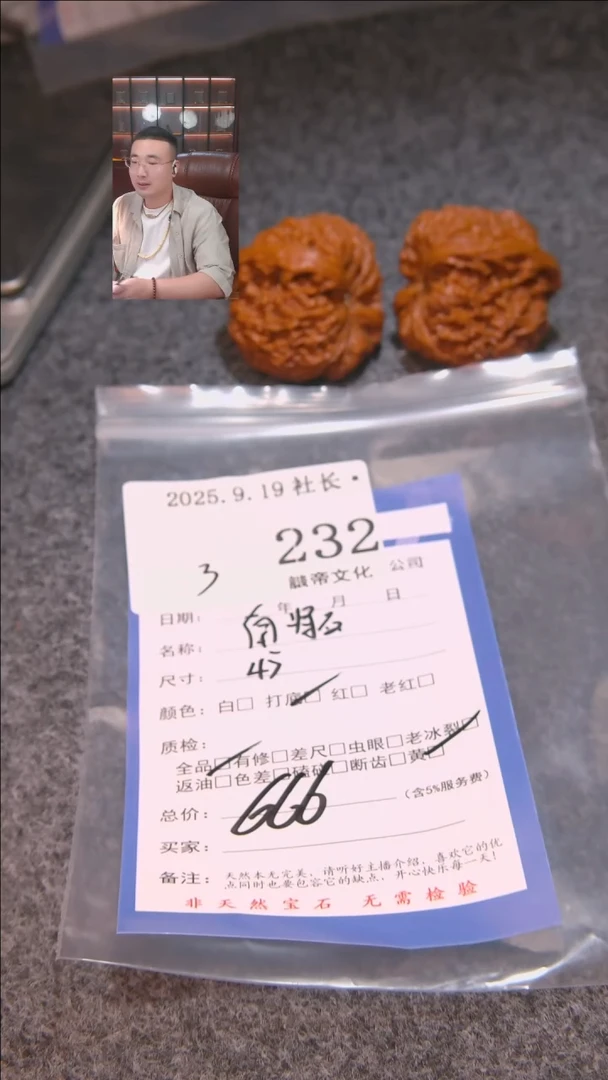 2025.9.19社长·
232
3
讖帝文化
公司
日期: 年 月 日
名称:
尺寸: 45
颜色: 白□ 打底□ 红□ 老红□
质检:
全品□有修□差尺□虫眼□老冰裂□
返油□色差□磕碰□断齿□黄□
总价: 666 (含5%服务费)
买家:
备注: 天然本无完美,请听好主播介绍,喜欢它的优
点同时也要包容它的缺点,开心快乐每一天!
非天然宝石 无需检验